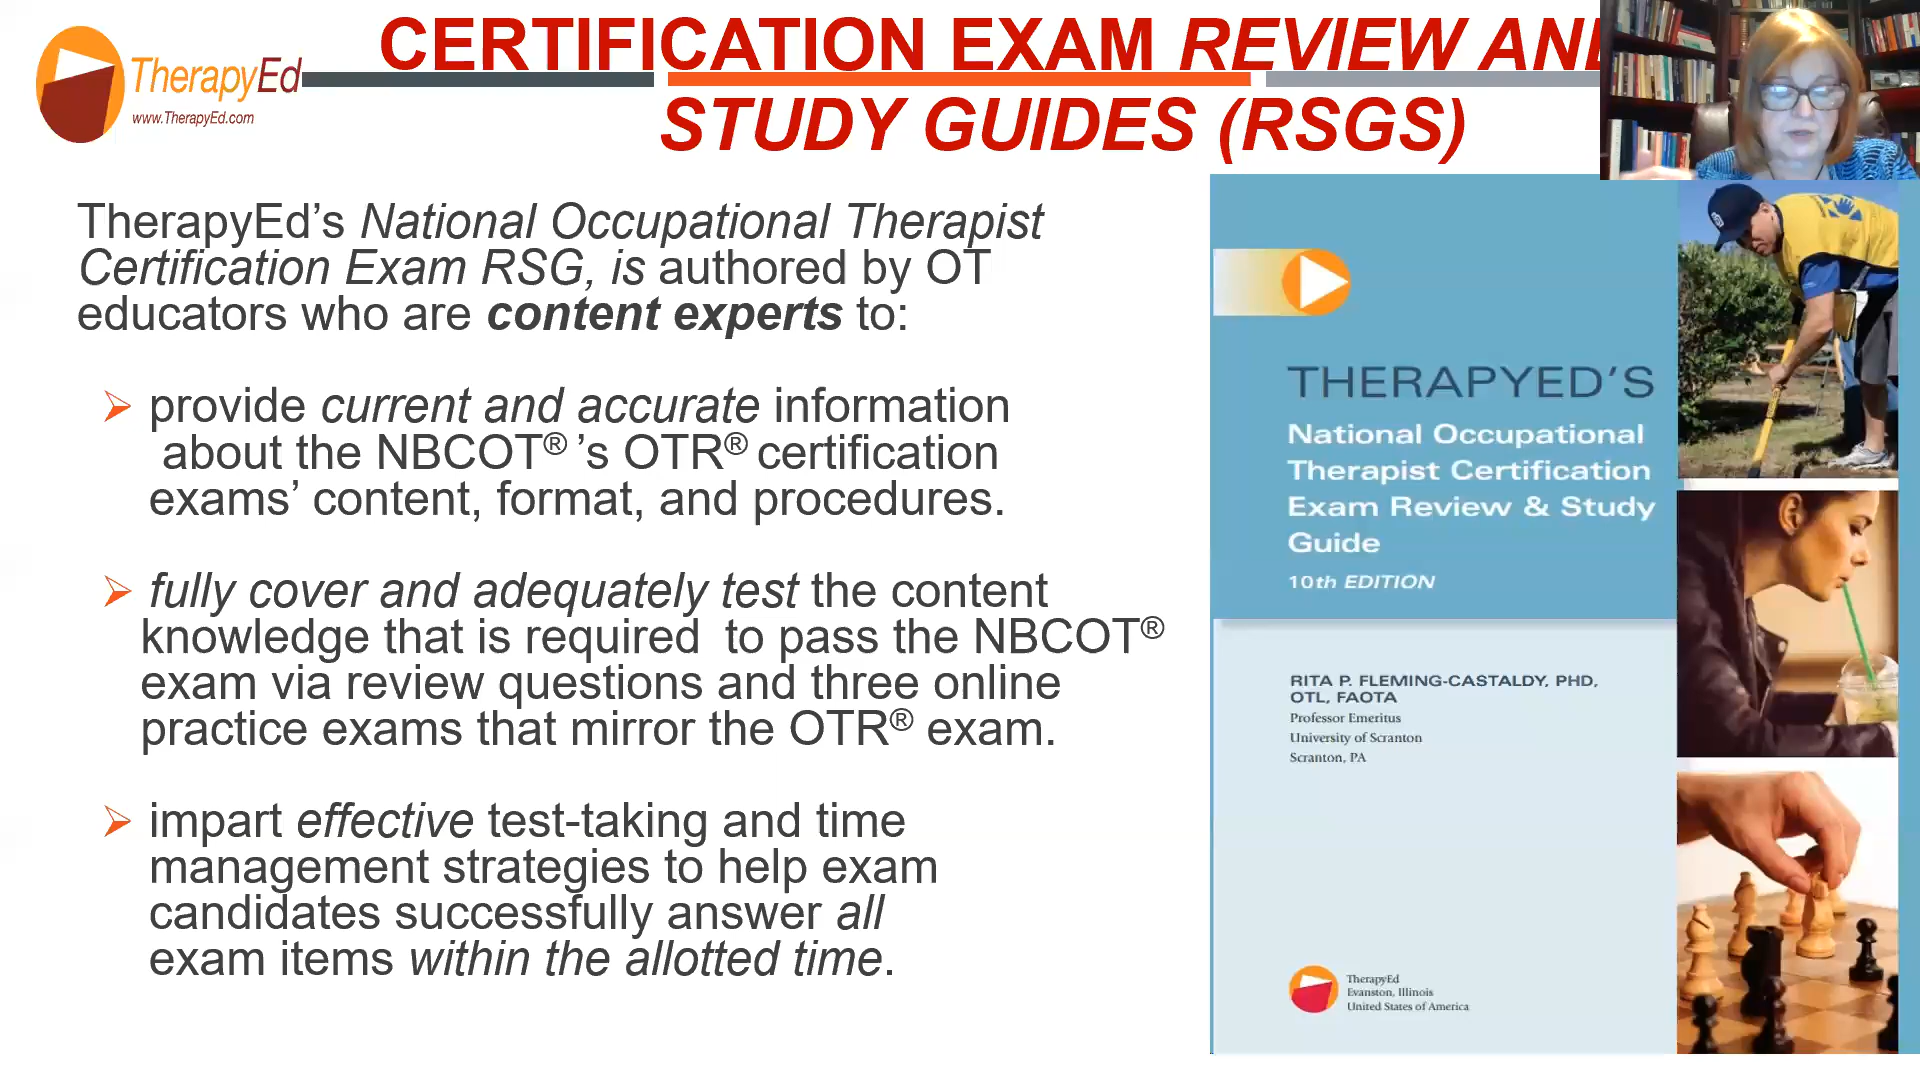 CERTIFICATION EXAM REVIEW AND
STUDY GUIDES (RSGS)
TherapyEd
www.TherapyEd.com
TherapyEd’s National Occupational Therapist
Certification Exam RSG, is authored by OT
educators who are content experts to:
➢ provide current and accurate information
about the NBCOT® ’s OTR® certification
exams’ content, format, and procedures.
➢ fully cover and adequately test the content
knowledge that is required to pass the NBCOT®
exam via review questions and three online
practice exams that mirror the OTR® exam.
➢ impart effective test-taking and time
management strategies to help exam
candidates successfully answer all
exam items within the allotted time.
THERAPYED’S
National Occupational
Therapist Certification
Exam Review & Study
Guide
10th EDITION
RITA P. FLEMING-CASTALDY, PHD,
OTL, FAOTA
Professor Emeritus
University of Scranton
Scranton, PA
TherapyEd
Evanston, Illinois
United States of America